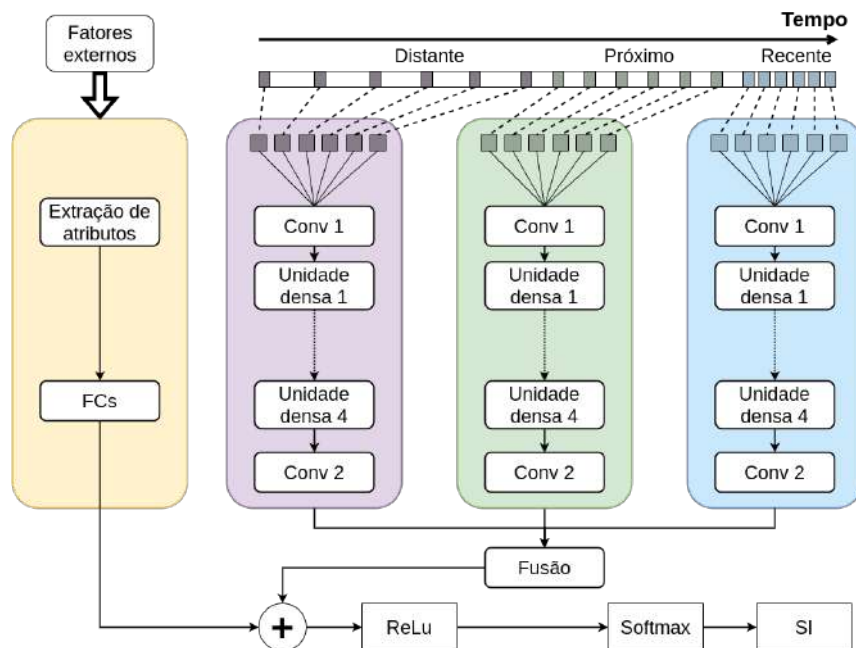 Fatores
externos
Tempo
Distante
Próximo
Recente
Extração de
atributos
FCs
Conv 1
Unidade
densa 1
Unidade
densa 4
Conv 2
Conv 1
Unidade
densa 1
Unidade
densa 4
Conv 2
Conv 1
Unidade
densa 1
Unidade
densa 4
Conv 2
Fusão
+
ReLu
Softmax
SI